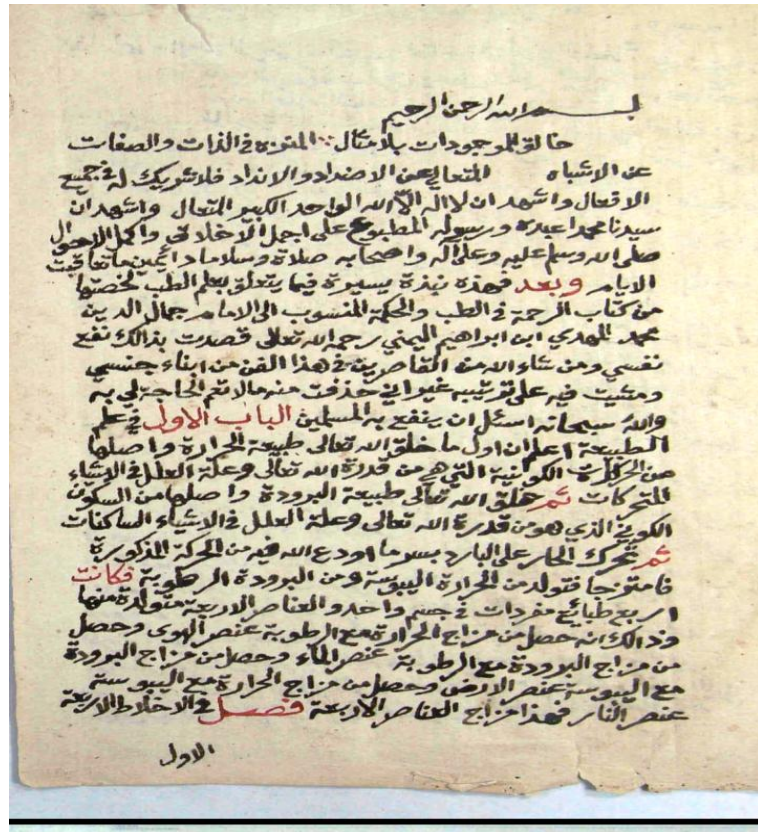 بسم الله الرحمن الرحيم
خالق الموجودات بلا مثال المنزه في الذات والصفات
عن الاشباه المتعالي عن الاضداد والانداد فلا شريك له في جميع
الافعال واشهد ان لا اله الا الله الواحد الكبير المتعال واشهد ان
سيدنا محمدا عبده ورسوله المطبوع على اجمل الاخلاق واكمل الاحوال
صلى الله وسلم عليه وعلى آله واصحابه صلاة وسلاما دائمين ما تعاقبت
الايام وبعد فهذه نبذة يسيرة فيما يتعلق بعلم الطب لخصتها
من كتاب الرحمة في الطب والحكمة المنسوب الى الامام جمال الدين
محمد المهدي ابن ابراهيم اليمني رحمه الله تعالى قصدت بذالك نفع
نفسي ومن شاء الله من القاصرين في هذا الفن من ابناء جنسي
ومشيت فيه على ترتيبه غير اني حذفت منه مالا تعم الحاجة لي به
والله سبحانه اسئل ان ينفع به المسلمين الباب الاول في علم
الطبيعة اعلم ان اول ما خلق الله تعالى طبيعة الحرارة واصلها
من الحركات الكونية التي هي من قدرة الله تعالى وعلة العلل في الاشياء
المتحركات ثم خلق الله تعالى طبيعة البرودة واصلها من السكون
الكوني الذي هو من قدرة الله تعالى وعلة العلل في الاشياء الساكنات
ثم تحرك الحار على البارد بسر ما اودع الله فيه من الحركة المذكورة
فامتزجا فتولد من الحرارة اليبوسة ومن البرودة الرطوبة فكانت
اربع طبائع مفردات في جسم واحد والعناصر الاربعة متولدة منها
وذالك انه حصل من مزاج الحرارة مع الرطوبة عنصر الهوى وحصل
من مزاج البرودة مع الرطوبة عنصر الماء وحصل من مزاج البرودة
مع اليبوسة عنصر الارض وحصل من مزاج الحرارة مع اليبوسة
عنصر النار فهذا مزاج العناصر الاربعة فصل في الاخلاط الاربعة
الاول